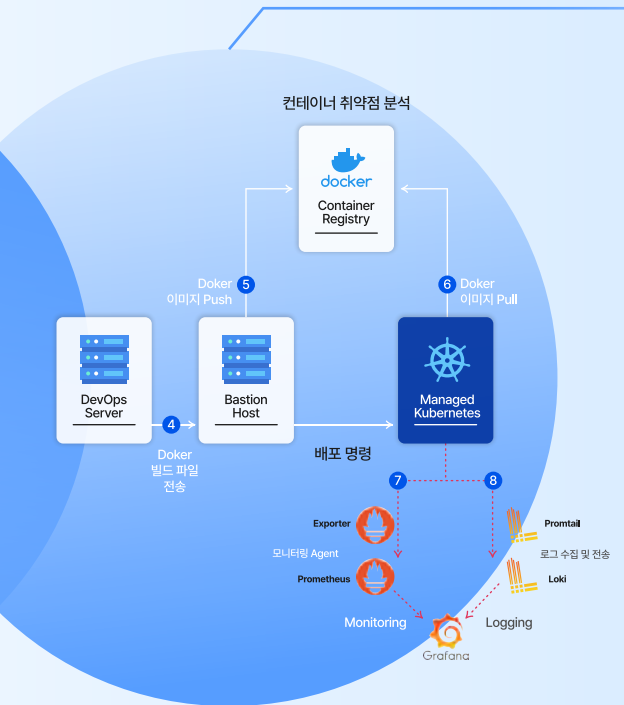 컨테이너 취약점 분석
docker
Container
Registry
5
Doker
이미지 Push
6
Doker
이미지 Pull
DevOps
Server
Bastion
Host
Managed
Kubernetes
4
Doker
빌드 파일
전송
배포 명령
7
8
Exporter
모니터링 Agent
Prometheus
Promtail
로그 수집 및 전송
Loki
Monitoring
Logging
Grafana